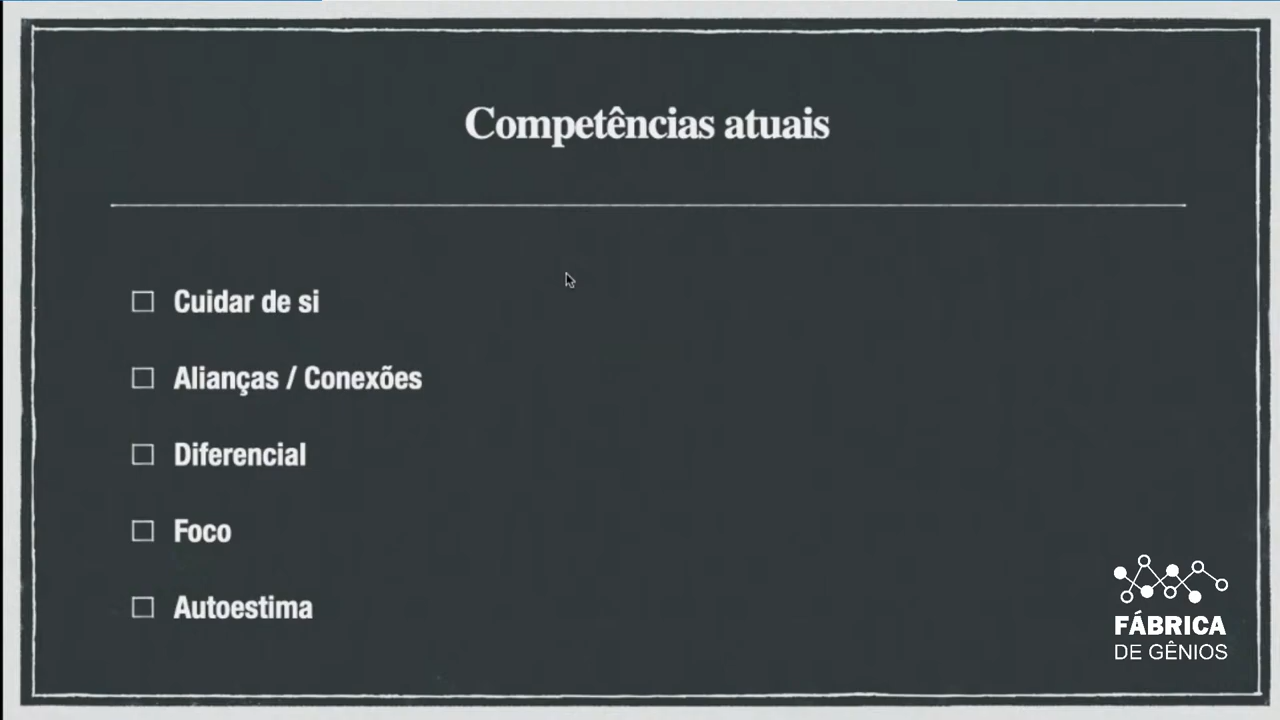 Competências atuais
Cuidar de si
Alianças / Conexões
Diferencial
Foco
Autoestima
FÁBRICA
DE GÊNIOS